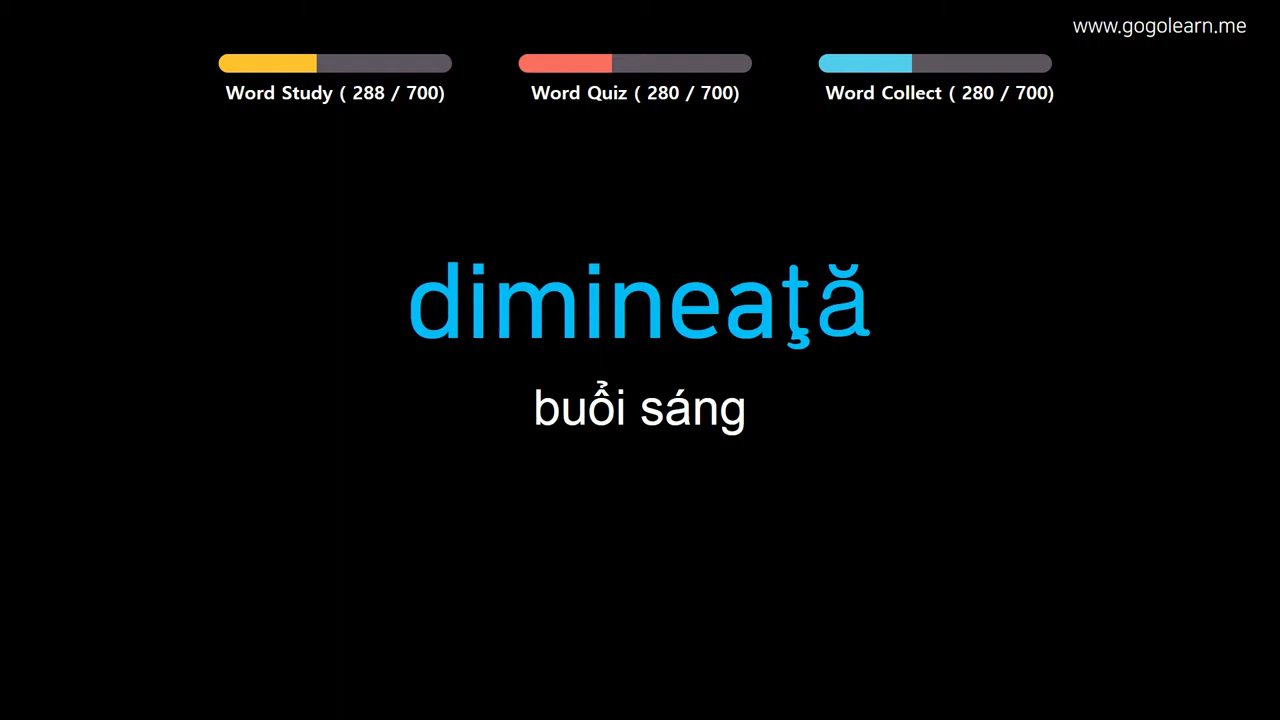 www.gogolearn.me
Word Study ( 288 / 700)
Word Quiz ( 280 / 700)
Word Collect ( 280 / 700)
dimineaţă
buổi sáng